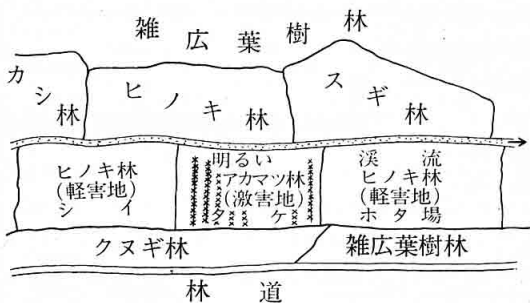 雑広葉樹林
カシ林
ヒノキ林
スギ林
ヒノキ林
(軽害地)
シイ
明るい
アカマツ林
(激害地)
タケ
渓流
ヒノキ林
(軽害地)
ホタ場
クヌギ林
雑広葉樹林
林道